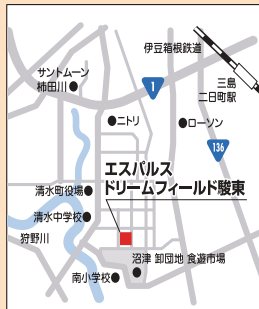 伊豆箱根鉄道
サントムーン
柿田川
1
三島
二日町駅
ニトリ
ローソン
136
エスパルス
ドリームフィールド駿東
清水町役場
清水中学校
狩野川
沼津 卸団地 食遊市場
南小学校